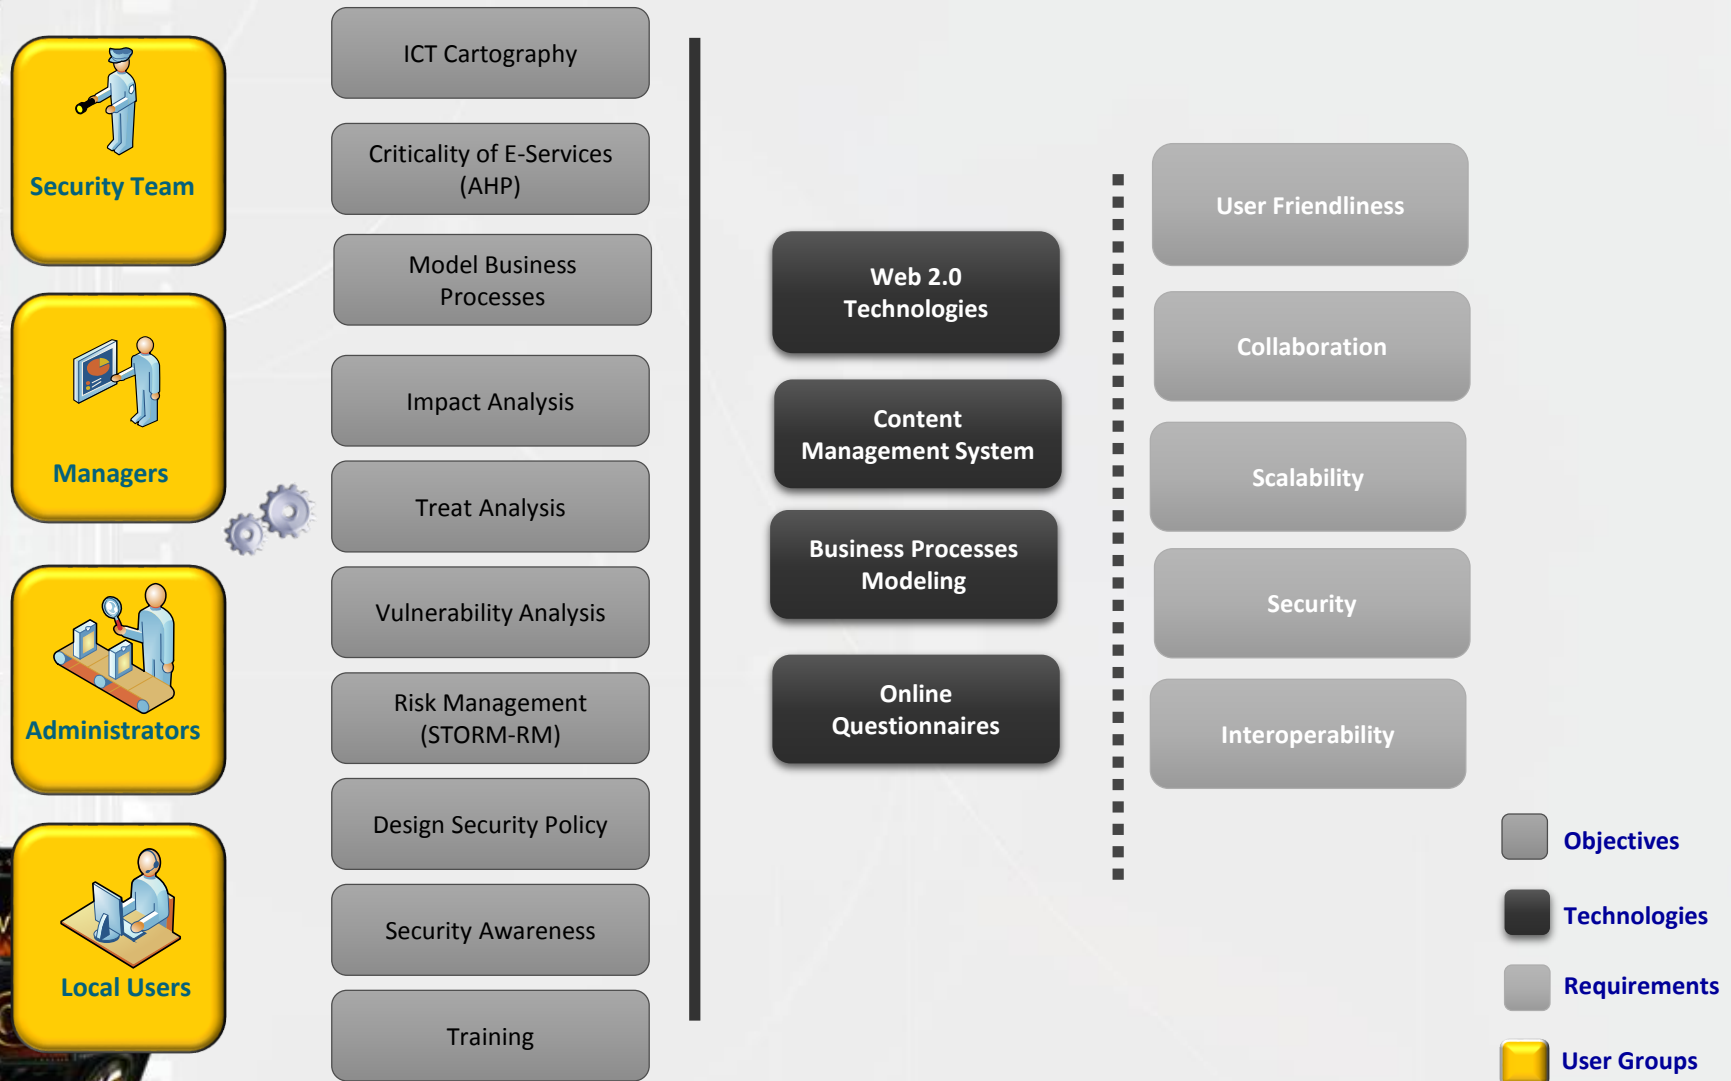 Security Team
Managers
Administrators
Local Users
ICT Cartography
Criticality of E-Services
(AHP)
Model Business
Processes
Impact Analysis
Treat Analysis
Vulnerability Analysis
Risk Management
(STORM-RM)
Design Security Policy
Security Awareness
Training
Web 2.0
Technologies
Content
Management System
Business Processes
Modeling
Online
Questionnaires
User Friendliness
Collaboration
Scalability
Security
Interoperability
Objectives
Technologies
Requirements
User Groups